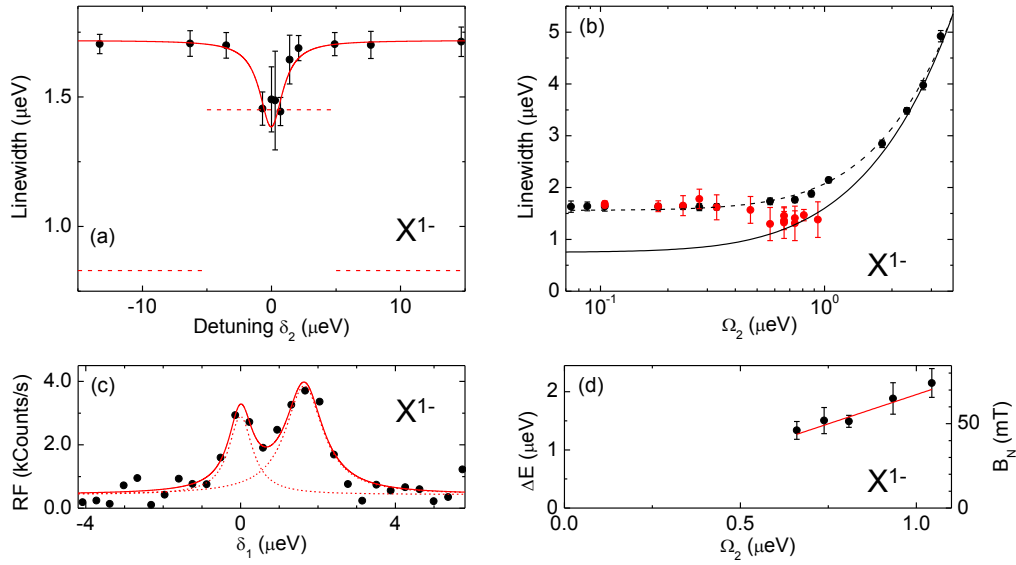 1.5
1.0
Linewidth (μeV)
(a)
X1-
-10
0
10
Detuning δ2 (μeV)
5
4
3
2
1
0
Linewidth (μeV)
(b)
X1-
10-1
100
Ω2 (μeV)
4.0
2.0
0.0
RF (kCounts/s)
(c)
X1-
-4
0
4
δ1 (μeV)
2
1
0
ΔE (μeV)
(d)
X1-
50
0
BN (mT)
0.0
0.5
1.0
Ω2 (μeV)